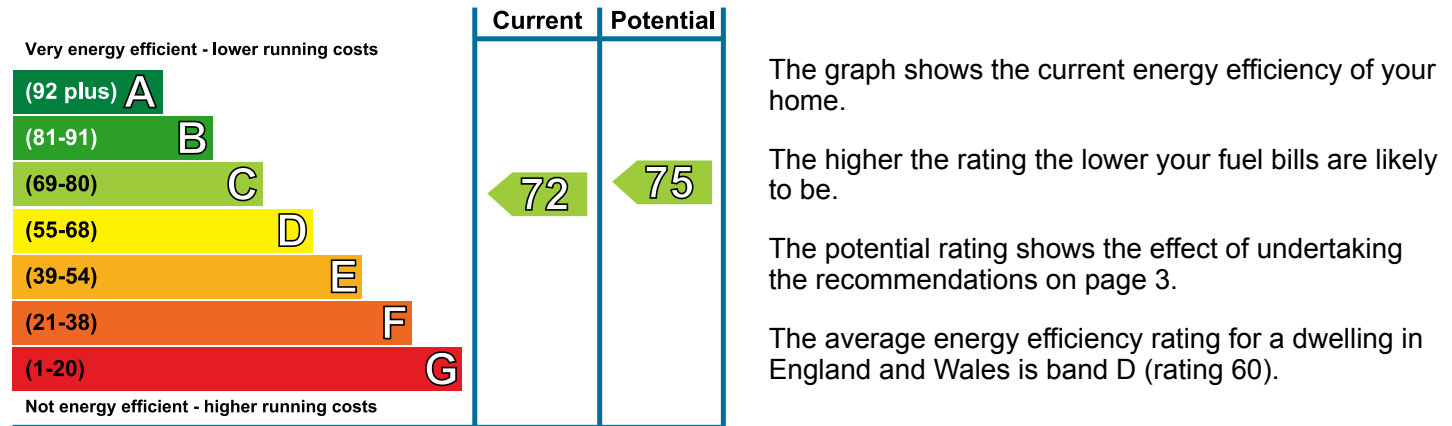 Current Potential
Very energy efficient - lower running costs
(92 plus) A
(81-91) B
(69-80) C
(55-68) D
(39-54) E
(21-38) F
(1-20) G
Not energy efficient - higher running costs
72 75
The graph shows the current energy efficiency of your
home.
The higher the rating the lower your fuel bills are likely
to be.
The potential rating shows the effect of undertaking
the recommendations on page 3.
The average energy efficiency rating for a dwelling in
England and Wales is band D (rating 60).